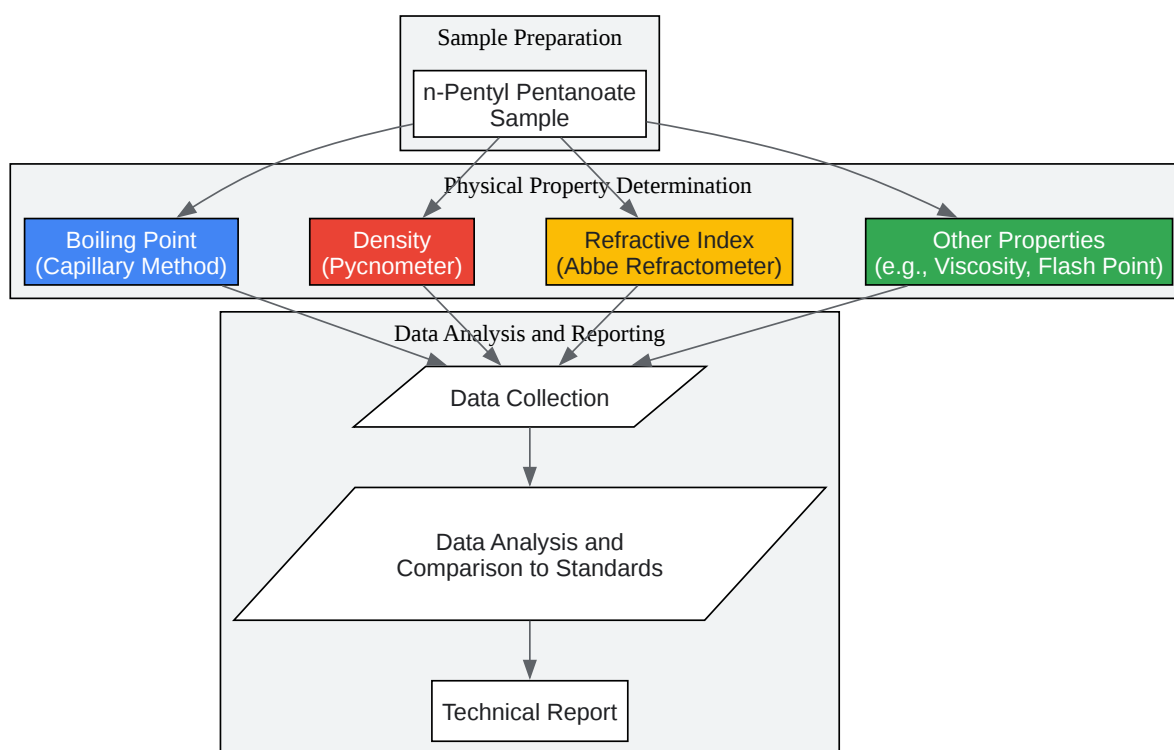 Sample Preparation
n-Pentyl Pentanoate
Sample
Physical Property Determination
Boiling Point
(Capillary Method)
Density
(Pycnometer)
Refractive Index
(Abbe Refractometer)
Other Properties
(e.g., Viscosity, Flash Point)
Data Analysis and Reporting
Data Collection
Data Analysis and
Comparison to Standards
Technical Report